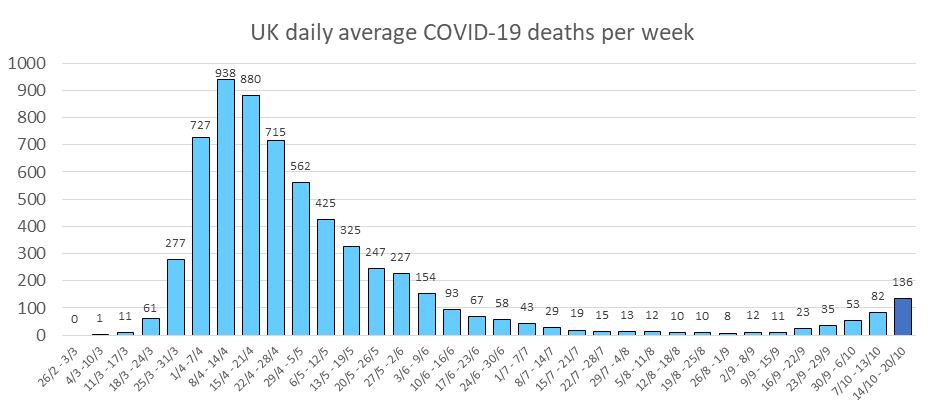 UK daily average COVID-19 deaths per week
1000
900
800
700
600
500
400
300
200
100
0
0
1
11
61
277
727
938
880
715
562
425
325
247
227
154
93
67
58
43
29
19
15
13
12
10
10
8
12
11
23
35
53
82
136
26/2 - 3/3
4/3 - 10/3
11/3 - 17/3
18/3 - 24/3
25/3 - 31/3
1/4 - 7/4
8/4 - 14/4
15/4 - 21/4
22/4 - 28/4
29/4 - 5/5
6/5 - 12/5
13/5 - 19/5
20/5 - 26/5
27/5 - 2/6
3/6 - 9/6
10/6 - 16/6
17/6 - 23/6
24/6 - 30/6
1/7 - 7/7
8/7 - 14/7
15/7 - 21/7
22/7 - 28/7
29/7 - 4/8
5/8 - 11/8
12/8 - 18/8
19/8 - 25/8
26/8 - 1/9
2/9 - 8/9
9/9 - 15/9
16/9 - 22/9
23/9 - 29/9
30/9 - 6/10
7/10 - 13/10
14/10 - 20/10